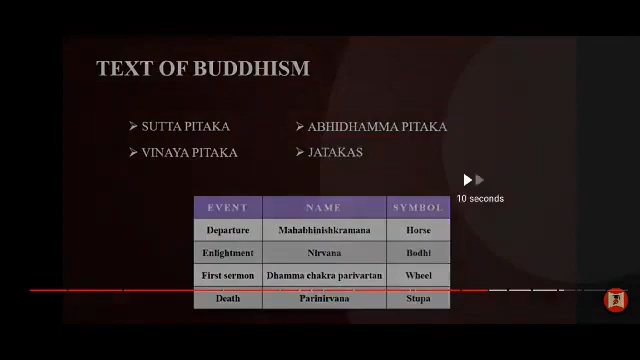 TEXT OF BUDDHISM
➤ SUTTA PITAKA ➤ ABHIDHAMMA PITAKA
➤ VINAYA PITAKA ➤ JATAKAS
10 seconds
EVENT NAME SYMBOL
Departure Mahabhinishkramana Horse
Enlightment Nirvana Bodhi
First sermon Dhamma chakra parivartan Wheel
Death Parinirvana Stupa